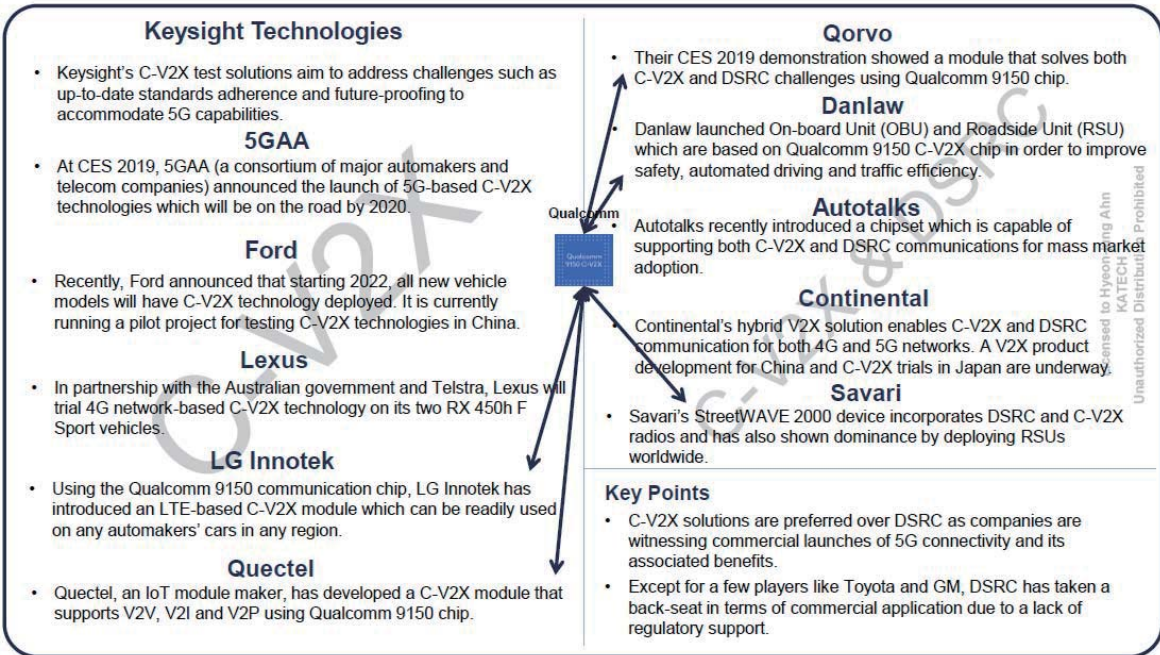 Keysight Technologies
• Keysight's C-V2X test solutions aim to address challenges such as
up-to-date standards adherence and future-proofing to
accommodate 5G capabilities.
5GAA
• At CES 2019, 5GAA (a consortium of major automakers and
telecom companies) announced the launch of 5G-based C-V2X
technologies which will be on the road by 2020.
Ford
• Recently, Ford announced that starting 2022, all new vehicle
models will have C-V2X technology deployed. It is currently
running a pilot project for testing C-V2X technologies in China.
Lexus
• In partnership with the Australian government and Telstra, Lexus will
trial 4G network-based C-V2X technology on its two RX 450h F
Sport vehicles.
LG Innotek
• Using the Qualcomm 9150 communication chip, LG Innotek has
introduced an LTE-based C-V2X module which can be readily used
on any automakers' cars in any region.
Quectel
• Quectel, an IoT module maker, has developed a C-V2X module that
supports V2V, V2I and V2P using Qualcomm 9150 chip.
C-V2X
Qualcomm
Qualcomm
9150 C-V2X
Qorvo
• Their CES 2019 demonstration showed a module that solves both
C-V2X and DSRC challenges using Qualcomm 9150 chip.
Danlaw
• Danlaw launched On-board Unit (OBU) and Roadside Unit (RSU)
which are based on Qualcomm 9150 C-V2X chip in order to improve
safety, automated driving and traffic efficiency.
Autotalks
• Autotalks recently introduced a chipset which is capable of
supporting both C-V2X and DSRC communications for mass market
adoption.
Continental
• Continental's hybrid V2X solution enables C-V2X and DSRC
communication for both 4G and 5G networks. A V2X product
development for China and C-V2X trials in Japan are underway.
Savari
• Savari's StreetWAVE 2000 device incorporates DSRC and C-V2X
radios and has also shown dominance by deploying RSUs
worldwide.
C-V2X & DSRC
Key Points
• C-V2X solutions are preferred over DSRC as companies are
witnessing commercial launches of 5G connectivity and its
associated benefits.
• Except for a few players like Toyota and GM, DSRC has taken a
back-seat in terms of commercial application due to a lack of
regulatory support.
to Hyeon-
Ahn
KATECH
Unauthorized Distribution Prohibited